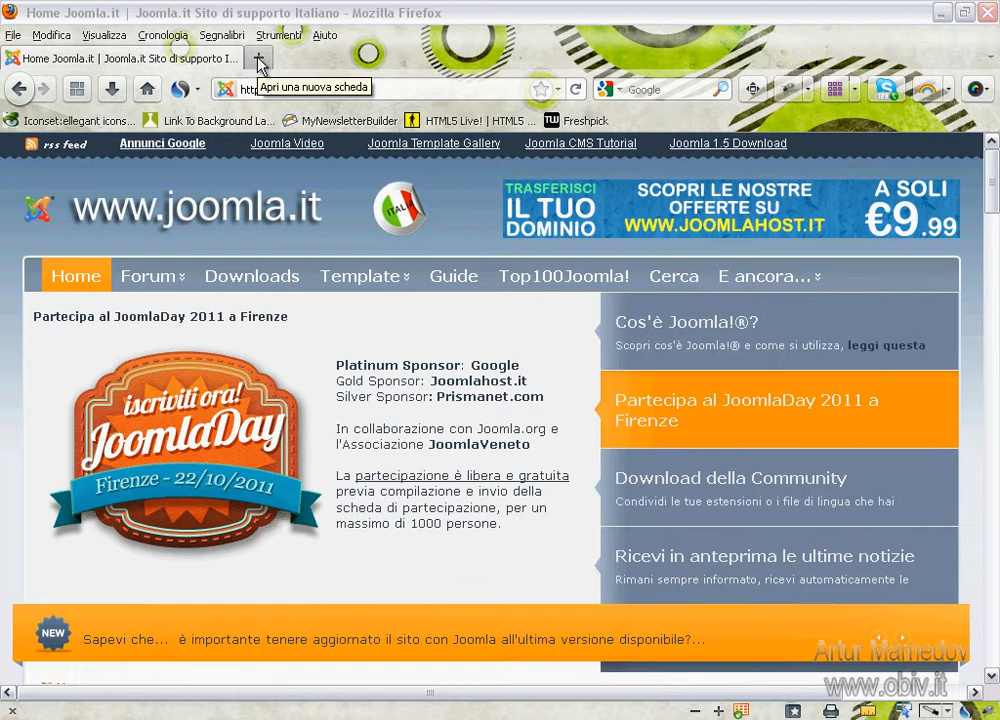 Home Joomla.it | Joomla.it Sito di supporto Italiano - Mozilla Firefox
File Modifica Visualizza Cronologia Segnalibri Strumenti Aiuto
Home Joomla.it | Joomla.it Sito di supporto I...
Apri una nuova scheda
Google
Iconset:ellegant icons... Link To Background La... MyNewsletterBuilder HTML5 Live! | HTML5 ... Freshpick
rss feed Annunci Google Joomla Video Joomla Template Gallery Joomla CMS Tutorial Joomla 1.5 Download
www.joomla.it
ITALIA
TRASFERISCI
IL TUO
DOMINIO
SCOPRI LE NOSTRE
OFFERTE SU
WWW.JOOMLAHOST.IT
A SOLI
€9.99
Home Forum Downloads Template Guide Top100Joomla! Cerca E ancora...
Partecipa al JoomlaDay 2011 a Firenze
iscriviti ora!
JoomlaDay
Firenze - 22/10/2011
Platinum Sponsor: Google
Gold Sponsor: Joomlahost.it
Silver Sponsor: Prismanet.com
In collaborazione con Joomla.org e
l'Associazione JoomlaVeneto
La partecipazione è libera e gratuita
previa compilazione e invio della
scheda di partecipazione, per un
massimo di 1000 persone.
Cos'è Joomla!®?
Scopri cos'è Joomla!® e come si utilizza, leggi questa
Partecipa al JoomlaDay 2011 a
Firenze
Download della Community
Condividi le tue estensioni o i file di lingua che hai
Ricevi in anteprima le ultime notizie
Rimani sempre informato, ricevi automaticamente le
NEW
Sapevi che... è importante tenere aggiornato il sito con Joomla all'ultima versione disponibile?...
Artur Mamedov
www.obiv.it